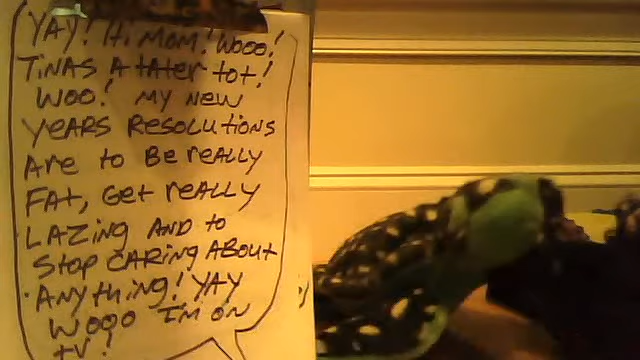 YAY! Hi MOM! Wooo!
TINAS A tAteR tot!
WOO! MY NEW
YEARS RESOLUtIONS
ARE to BE reALLY
FAt, Get reALLY
LAZing AND to
StOP CARING ABOUt
ANYthing! YAY
WOOO I'M ON
tV!